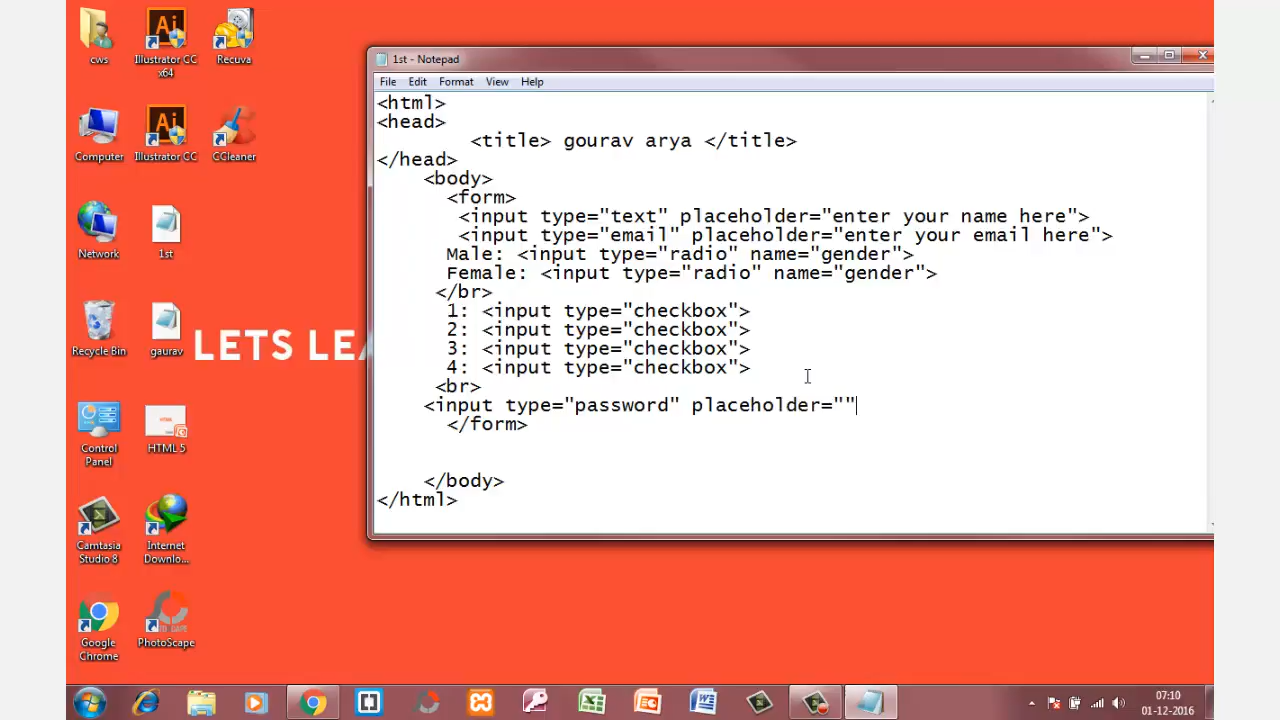 cws
Illustrator CC x64
Recuva
Computer
Illustrator CC
CCleaner
Network
1st
Recycle Bin
gaurav
LETS LEA
Control Panel
HTML 5
Camtasia Studio 8
Internet Downlo...
Google Chrome
PhotoScape
1st - Notepad
File Edit Format View Help
<html>
<head>
<title> gourav arya </title>
</head>
<body>
<form>
<input type="text" placeholder="enter your name here">
<input type="email" placeholder="enter your email here">
Male: <input type="radio" name="gender">
Female: <input type="radio" name="gender">
</br>
1: <input type="checkbox">
2: <input type="checkbox">
3: <input type="checkbox">
4: <input type="checkbox">
<br>
<input type="password" placeholder=""
</form>
</body>
</html>
07:10
01-12-2016